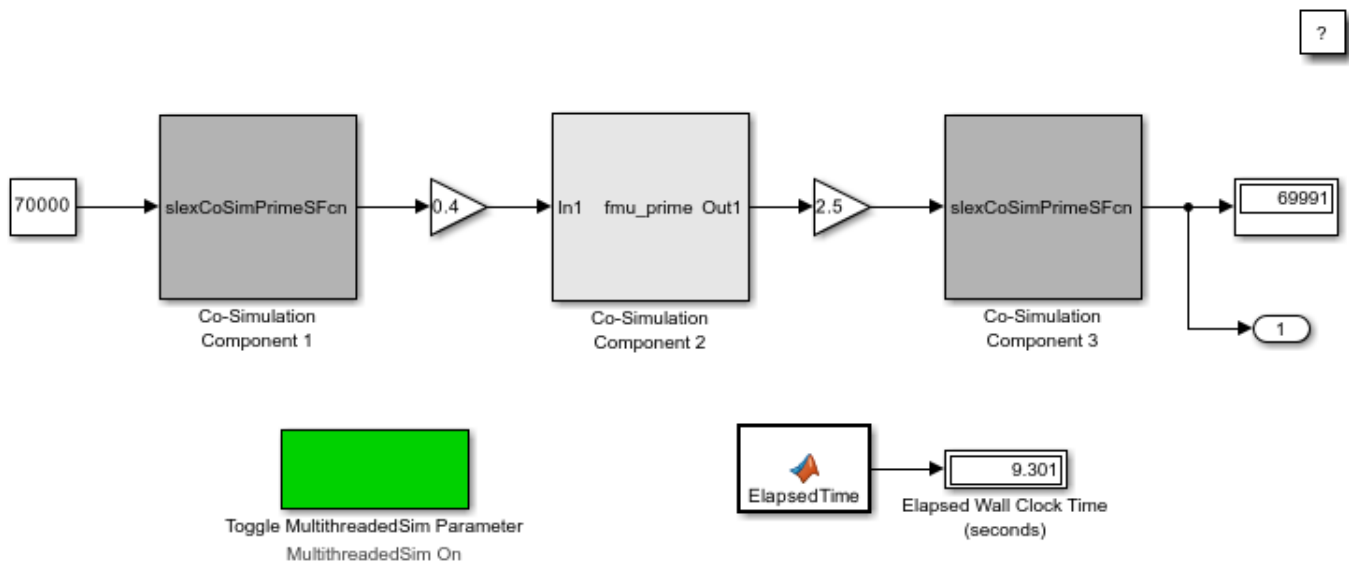 ?
70000
slexCoSimPrimeSFcn
0.4
In1 fmu_prime Out1
2.5
slexCoSimPrimeSFcn
69991
Co-Simulation
Component 1
Co-Simulation
Component 2
Co-Simulation
Component 3
1
Toggle MultithreadedSim Parameter
MultithreadedSim On
ElapsedTime
9.301
Elapsed Wall Clock Time
(seconds)